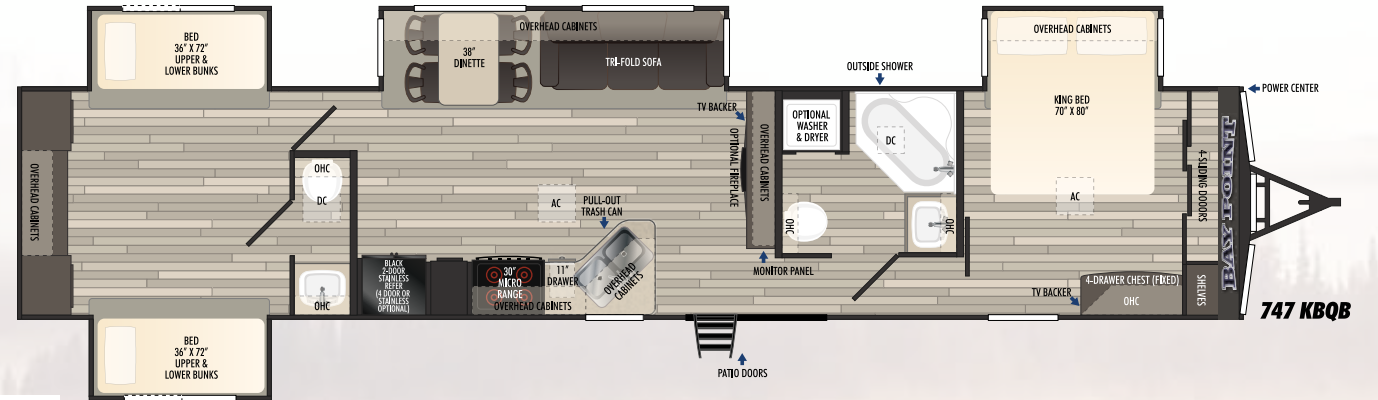 BED
36" X 72"
UPPER &
LOWER BUNKS
OVERHEAD CABINETS
38"
DINETTE
TRI-FOLD SOFA
OUTSIDE SHOWER
OVERHEAD CABINETS
POWER CENTER
TV BACKER
OPTIONAL
WASHER
& DRYER
KING BED
70" X 80"
DC
OVERHEAD CABINETS
OPTIONAL FIREPLACE
OVERHEAD CABINETS
4-SLIDING DOOORS
BAY POINT
OHC
DC
AC
PULL-OUT
TRASH CAN
AC
OHC
OHC
MONITOR PANEL
BLACK
2-DOOR
STAINLESS
REFER
(4 DOOR OR
STAINLESS
OPTIONAL)
30"
MICRO
RANGE
11"
DRAWER
OVERHEAD
CABINETS
OVERHEAD CABINETS
OHC
TV BACKER
4-DRAWER CHEST (FIXED)
OHC
SHELVES
747 KBQB
BED
36" X 72"
UPPER &
LOWER BUNKS
PATIO DOORS